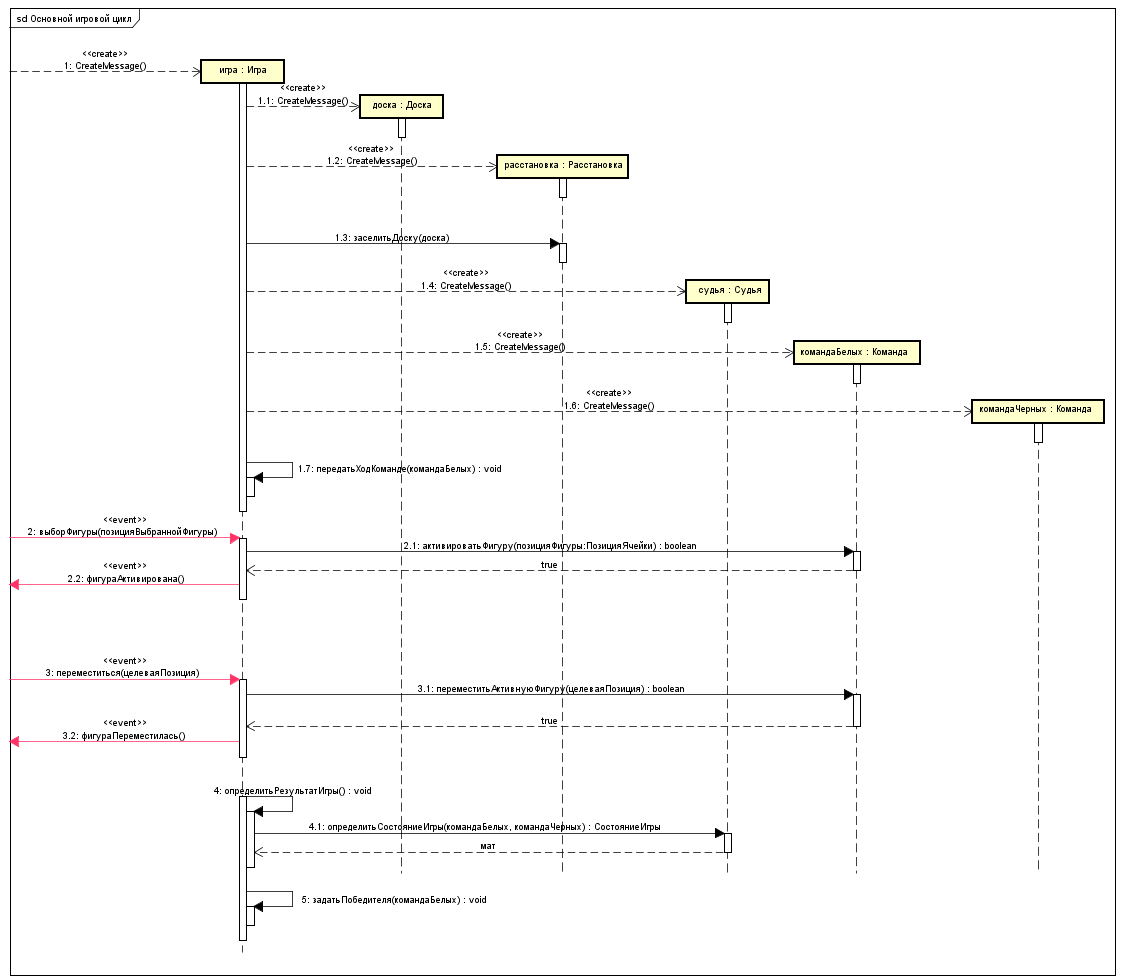 sd Основной игровой цикл
<<create>>
1: CreateMessage()
игра : Игра
<<create>>
1.1: CreateMessage()
доска : Доска
<<create>>
1.2: CreateMessage()
расстановка : Расстановка
1.3: заселитьДоску(доска)
<<create>>
1.4: CreateMessage()
судья : Судья
<<create>>
1.5: CreateMessage()
командаБелых : Команда
<<create>>
1.6: CreateMessage()
командаЧерных : Команда
1.7: передатьХодКоманде(командаБелых) : void
<<event>>
2: выборФигуры(позицияВыбраннойФигуры)
2.1: активироватьФигуру(позицияФигуры:ПозицияЯчейки) : boolean
true
<<event>>
2.2: фигураАктивирована()
<<event>>
3: переместиться(целеваяПозиция)
3.1: переместитьАктивнуюФигуру(целеваяПозиция) : boolean
true
<<event>>
3.2: фигураПереместилась()
4: определитьРезультатИгры() : void
4.1: определитьСостояниеИгры(командаБелых, командаЧерных) : СостояниеИгры
мат
5: задатьПобедителя(командаБелых) : void